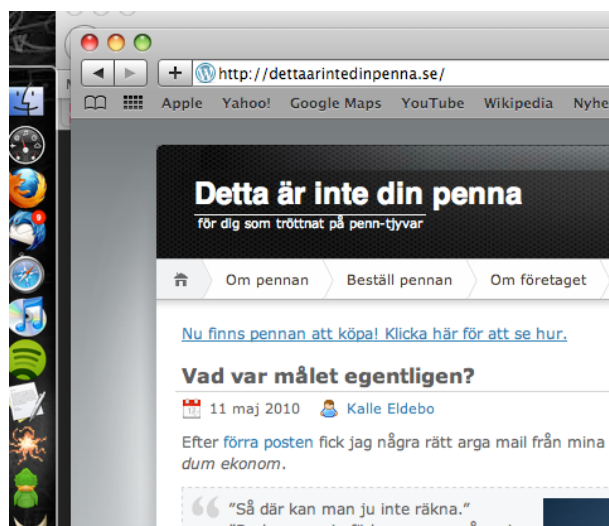 9
http://dettaarintedinpenna.se/
Apple Yahoo! Google Maps YouTube Wikipedia Nyhe
Detta är inte din penna
för dig som tröttnat på penn-tjyvar
Om pennan Beställ pennan Om företaget
Nu finns pennan att köpa! Klicka här för att se hur.
Vad var målet egentligen?
11 maj 2010 Kalle Eldebo
Efter förra posten fick jag några rätt arga mail från mina
dum ekonom.
”Så där kan man ju inte räkna.”